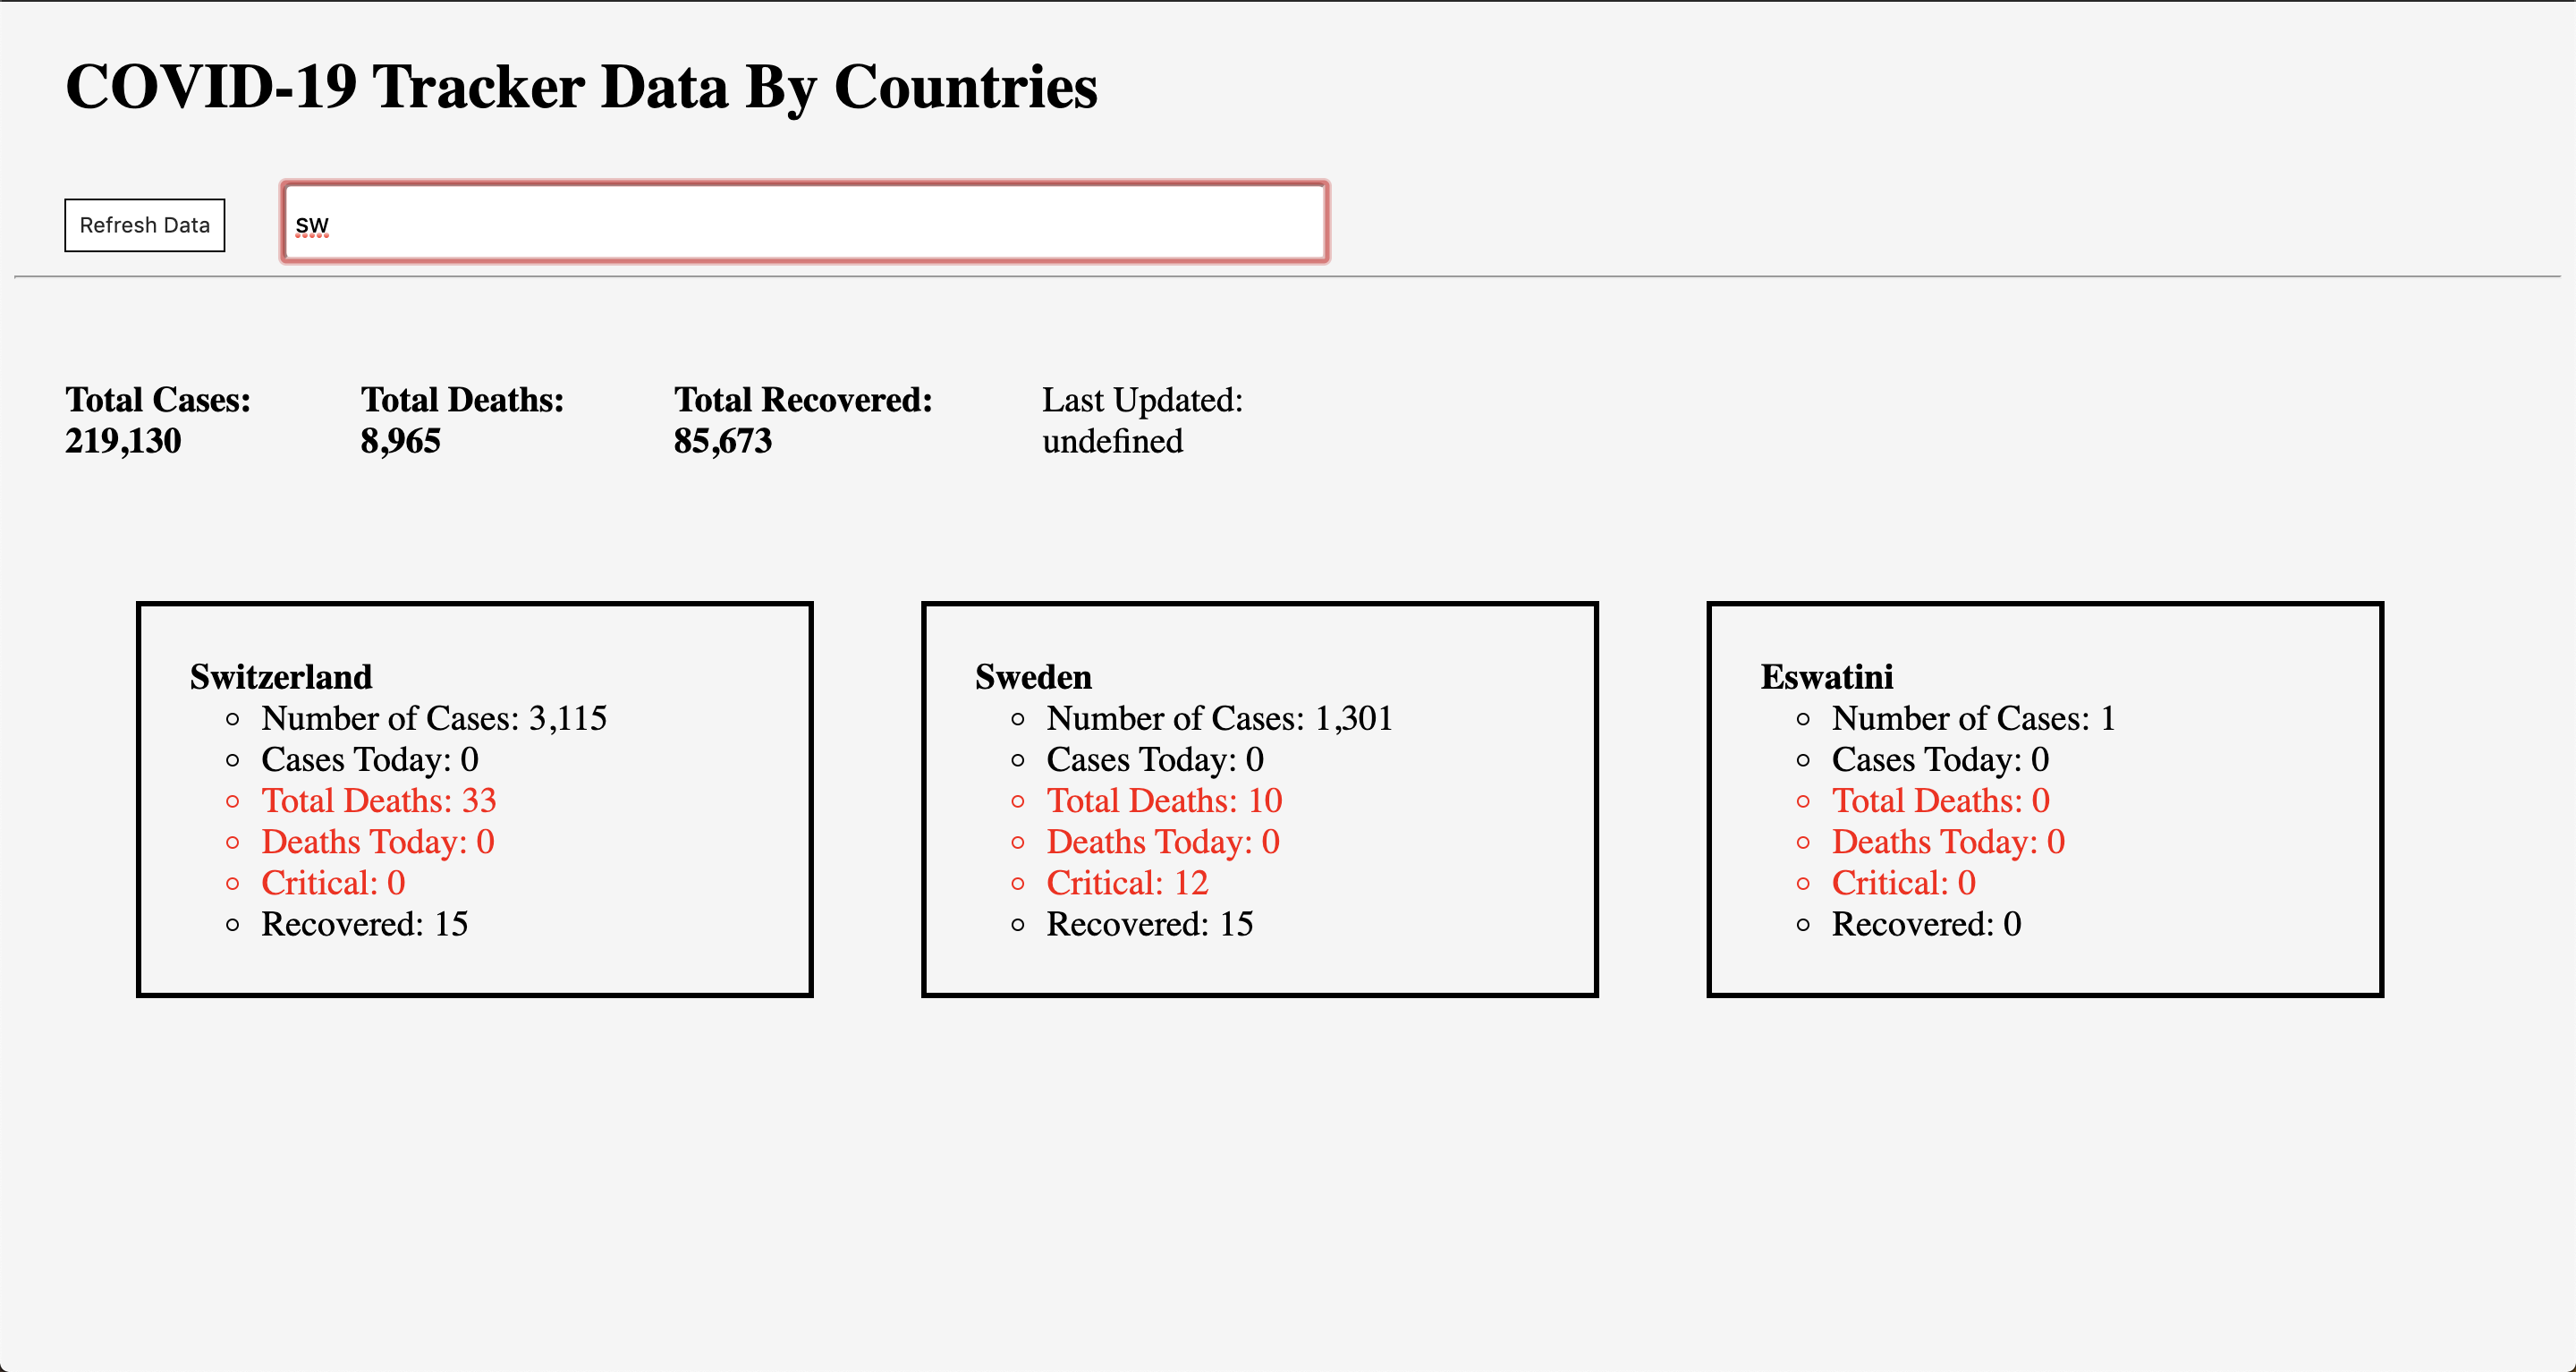 COVID-19 Tracker Data By Countries
Refresh Data
sw
Total Cases:
219,130
Total Deaths:
8,965
Total Recovered:
85,673
Last Updated:
undefined
Switzerland
Number of Cases: 3,115
Cases Today: 0
Total Deaths: 33
Deaths Today: 0
Critical: 0
Recovered: 15
Sweden
Number of Cases: 1,301
Cases Today: 0
Total Deaths: 10
Deaths Today: 0
Critical: 12
Recovered: 15
Eswatini
Number of Cases: 1
Cases Today: 0
Total Deaths: 0
Deaths Today: 0
Critical: 0
Recovered: 0